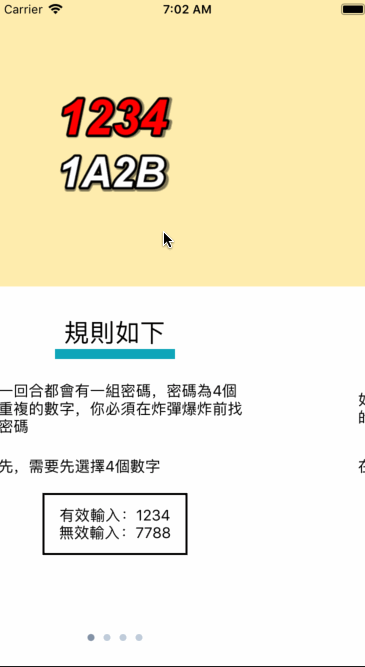 Carrier 7:02 AM
1234
1A2B
規則如下
一回合都會有一組密碼，密碼為4個
重複的數字，你必須在炸彈爆炸前找
密碼
先，需要先選擇4個數字
有效輸入：1234
無效輸入：7788